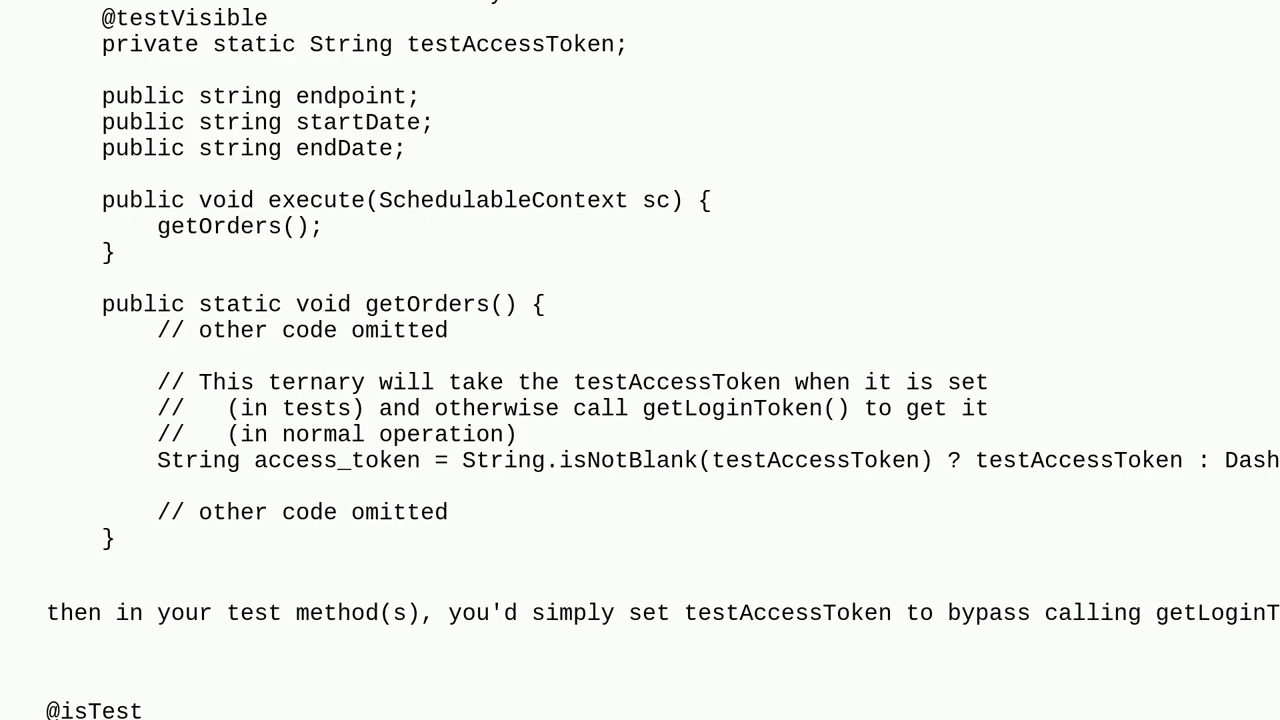 @testVisible
private static String testAccessToken;
public string endpoint;
public string startDate;
public string endDate;
public void execute(SchedulableContext sc) {
getOrders();
}
public static void getOrders() {
// other code omitted
// This ternary will take the testAccessToken when it is set
//   (in tests) and otherwise call getLoginToken() to get it
//   (in normal operation)
String access_token = String.isNotBlank(testAccessToken) ? testAccessToken : Dash
// other code omitted
}
then in your test method(s), you'd simply set testAccessToken to bypass calling getLoginT
@isTest